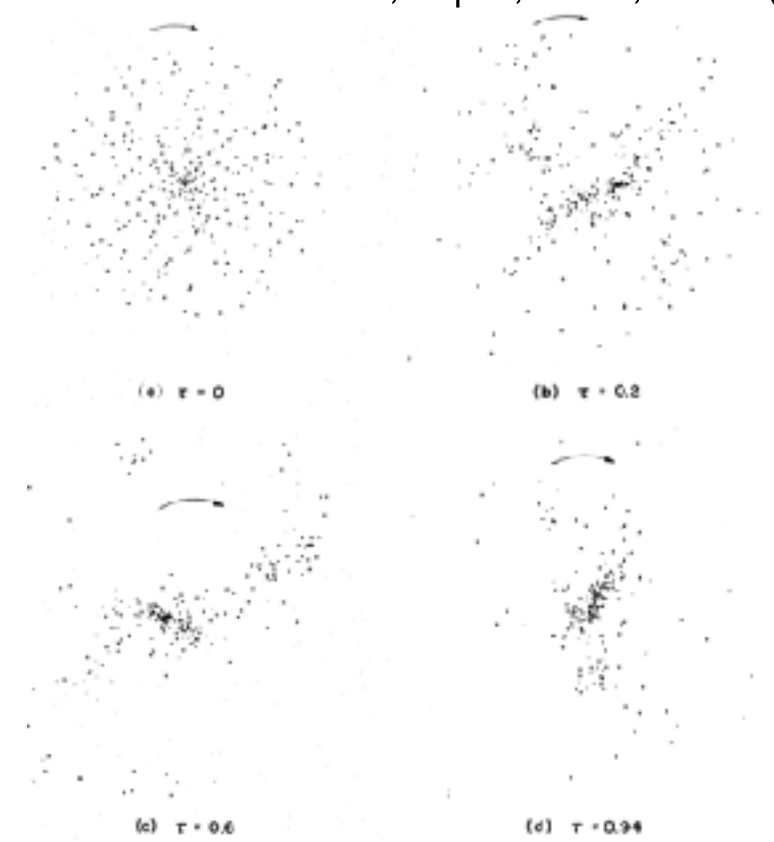 (a) τ = 0
(b) τ = 0.2
(c) τ = 0.6
(d) τ = 0.94